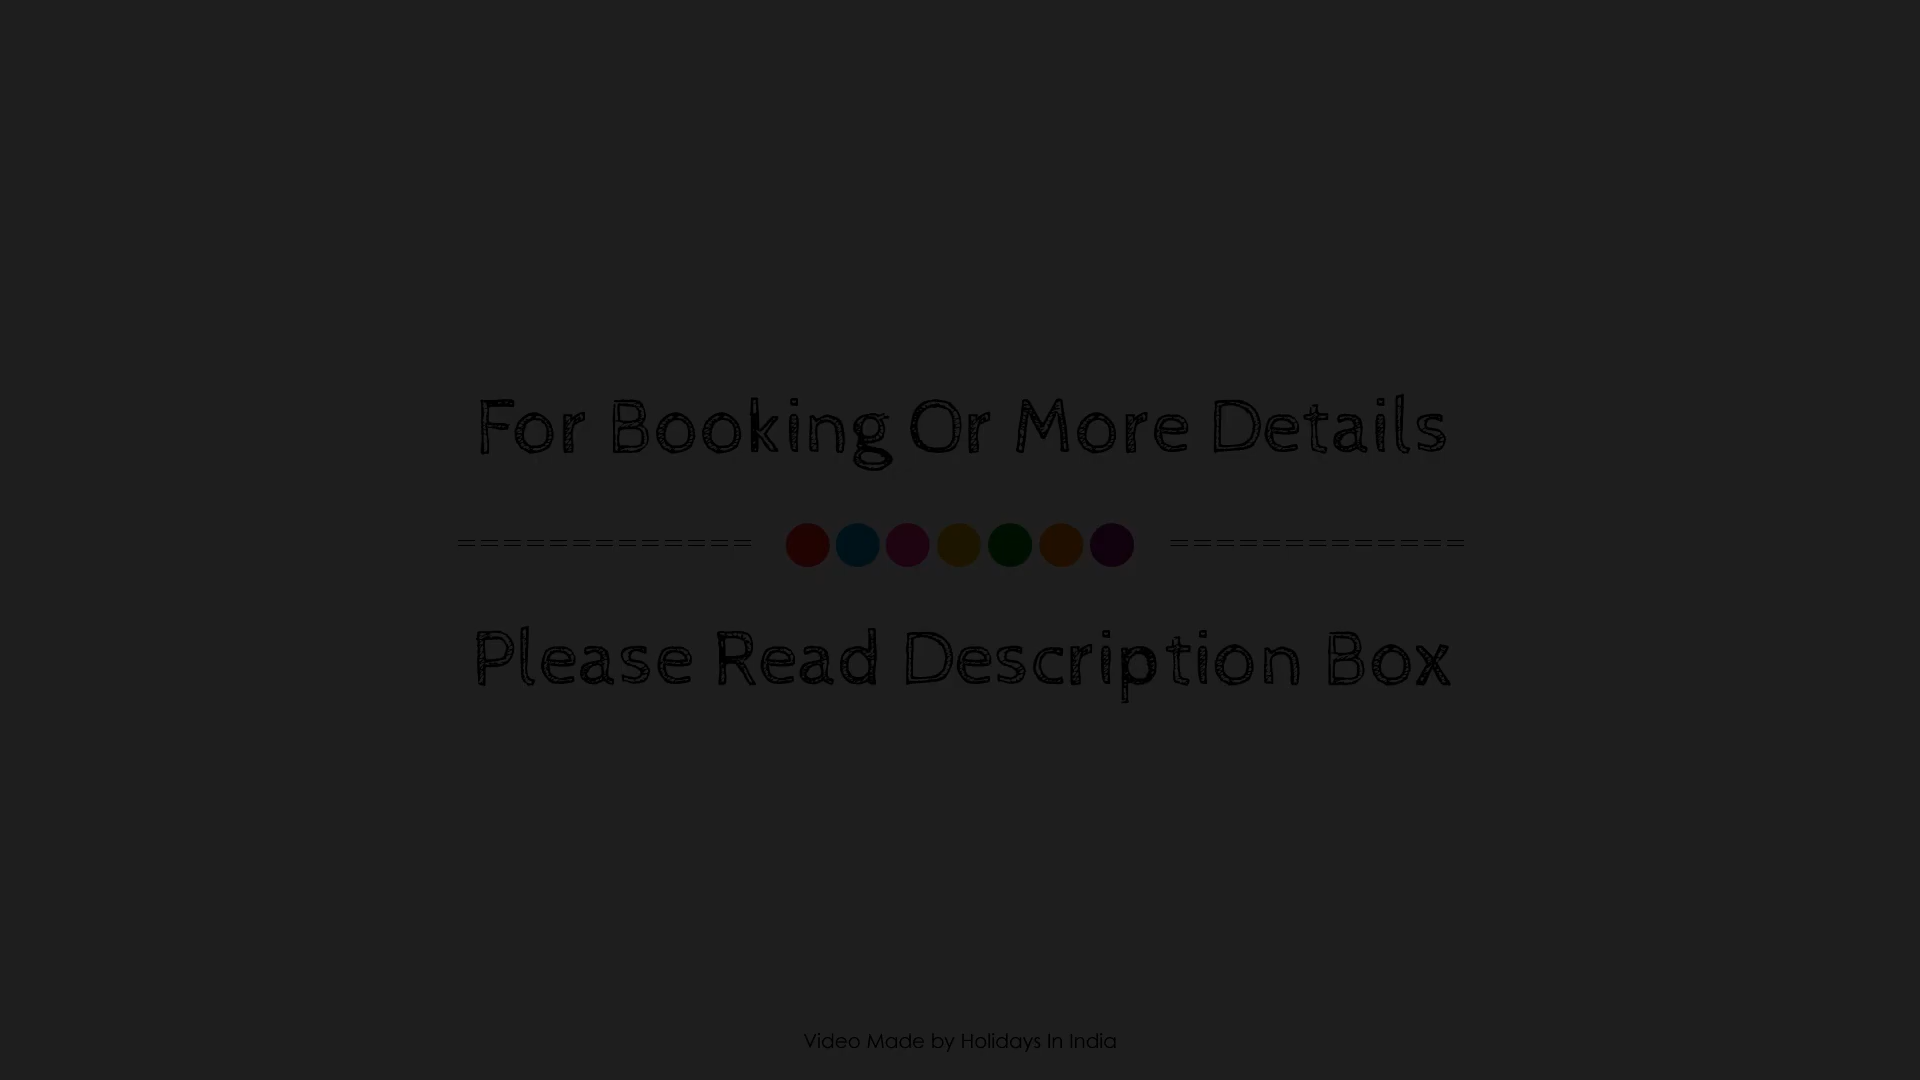 For Booking Or More Details
============= =============
Please Read Description Box
Video Made by Holidays In India